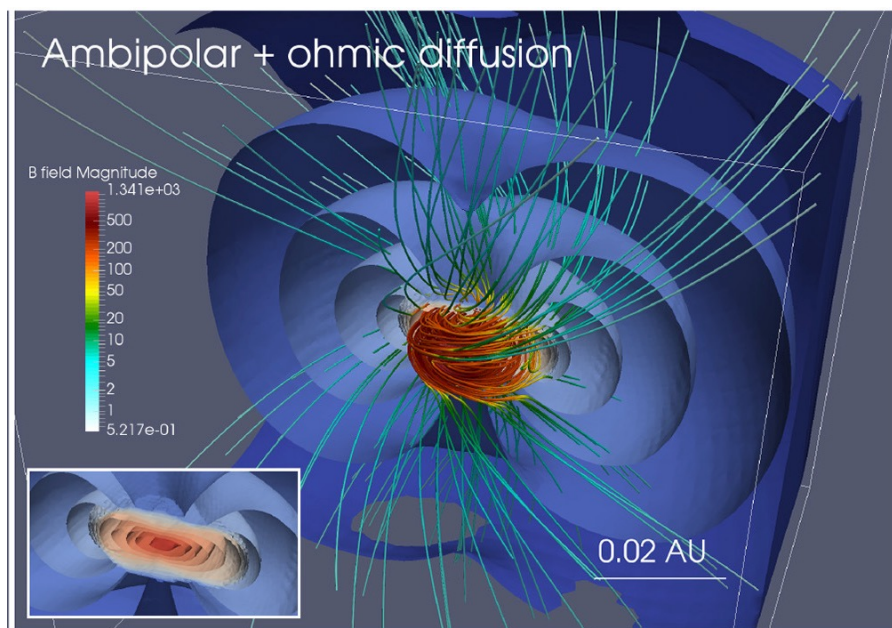 Ambipolar + ohmic diffusion
B field Magnitude
1.341e+03
500
200
100
50
20
10
5
2
1
5.217e-01
0.02 AU